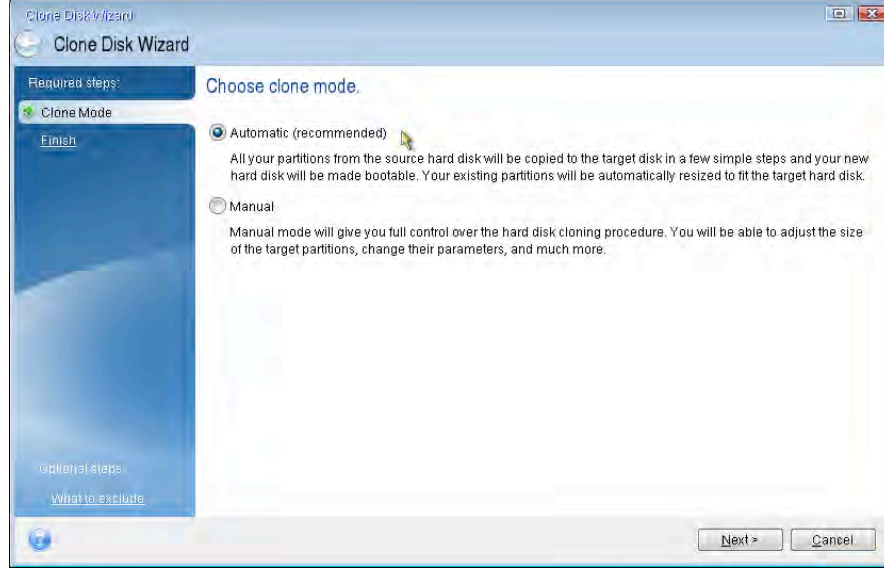 Clone Disk Wizard
Clone Disk Wizard
Required steps:
Clone Mode
Finish
Choose clone mode.
Automatic (recommended)
All your partitions from the source hard disk will be copied to the target disk in a few simple steps and your new
hard disk will be made bootable. Your existing partitions will be automatically resized to fit the target hard disk.
Manual
Manual mode will give you full control over the hard disk cloning procedure. You will be able to adjust the size
of the target partitions, change their parameters, and much more.
Optional steps:
What to exclude
Next >
Cancel